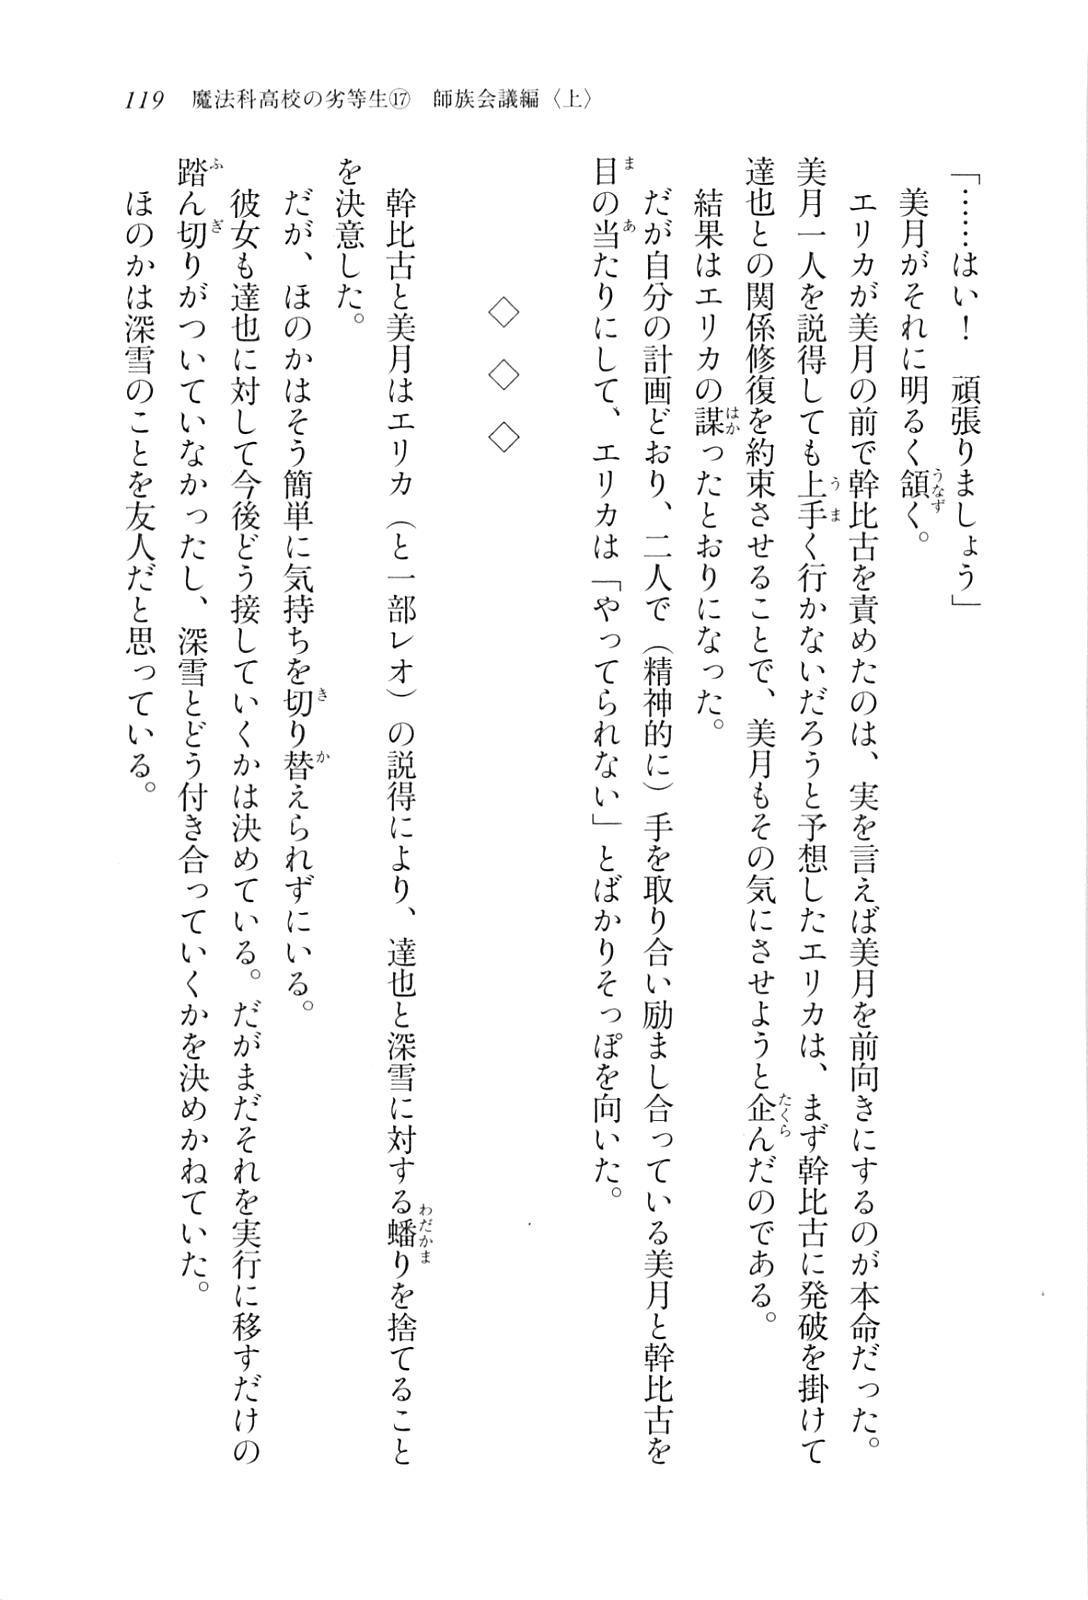 119　魔法科高校の劣等生⑰　師族会議編〈上〉
「……はい！　頑張りましょう」
　美月がそれに明るく頷く。
　エリカが美月の前で幹比古を責めたのは、実を言えば美月を前向きにするのが本命だった。
美月一人を説得しても上手く行かないだろうと予想したエリカは、まず幹比古に発破を掛けて
達也との関係修復を約束させることで、美月もその気にさせようと企んだのである。
　結果はエリカの謀ったとおりになった。
　だが自分の計画どおり、二人で（精神的に）手を取り合い励まし合っている美月と幹比古を
目の当たりにして、エリカは「やってられない」とばかりそっぽを向いた。
◇　◇　◇
　幹比古と美月はエリカ（と一部レオ）の説得により、達也と深雪に対する蟠りを捨てること
を決意した。
　だが、ほのかはそう簡単に気持ちを切り替えられずにいる。
　彼女も達也に対して今後どう接していくかは決めている。だがまだそれを実行に移すだけの
踏ん切りがついていなかったし、深雪とどう付き合っていくかを決めかねていた。
　ほのかは深雪のことを友人だと思っている。